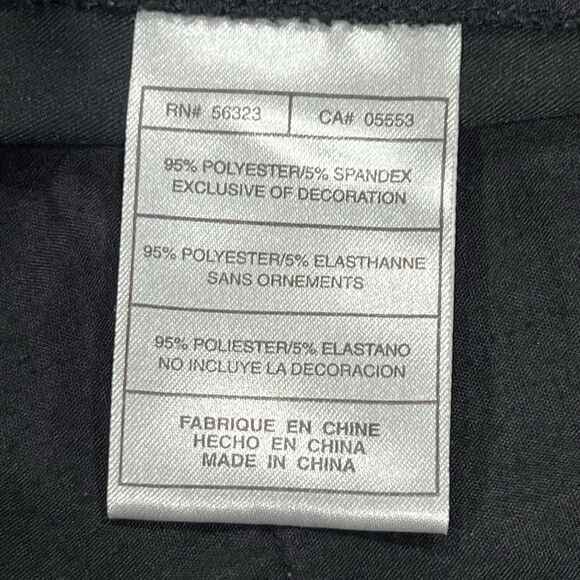 RN# 56323 CA# 05553
95% POLYESTER/5% SPANDEX
EXCLUSIVE OF DECORATION
95% POLYESTER/5% ELASTHANNE
SANS ORNEMENTS
95% POLIESTER/5% ELASTANO
NO INCLUYE LA DECORACION
FABRIQUE EN CHINE
HECHO EN CHINA
MADE IN CHINA